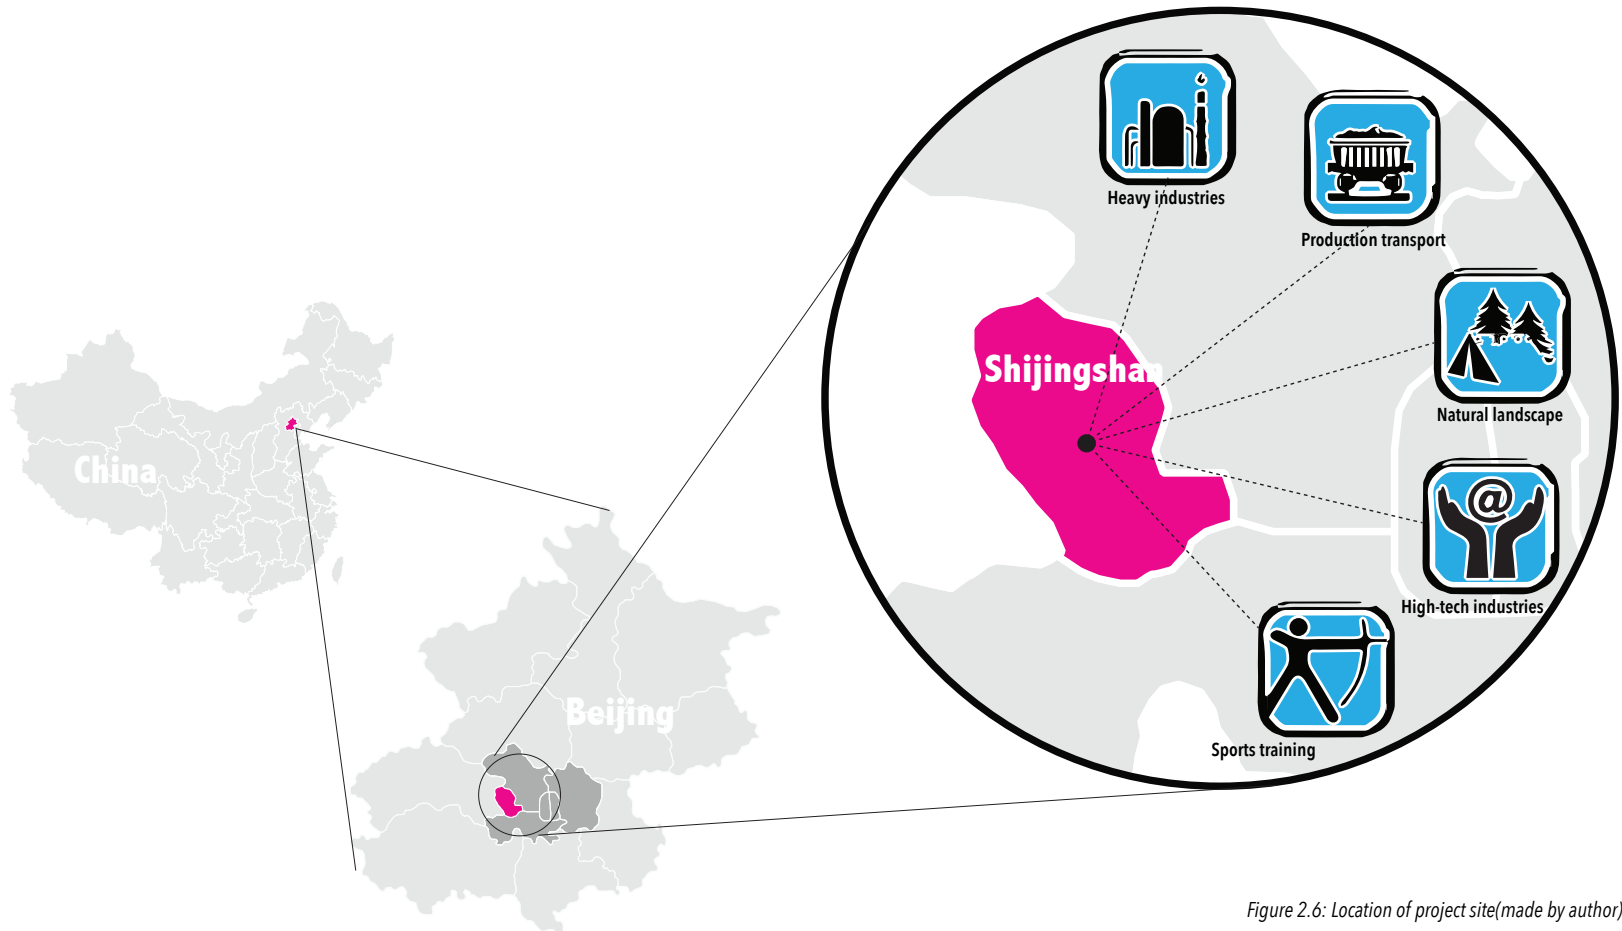 Heavy industries
Production transport
Shijingshan
Natural landscape
China
@
High-tech industries
Beijing
Sports training
Figure 2.6: Location of project site(made by author)